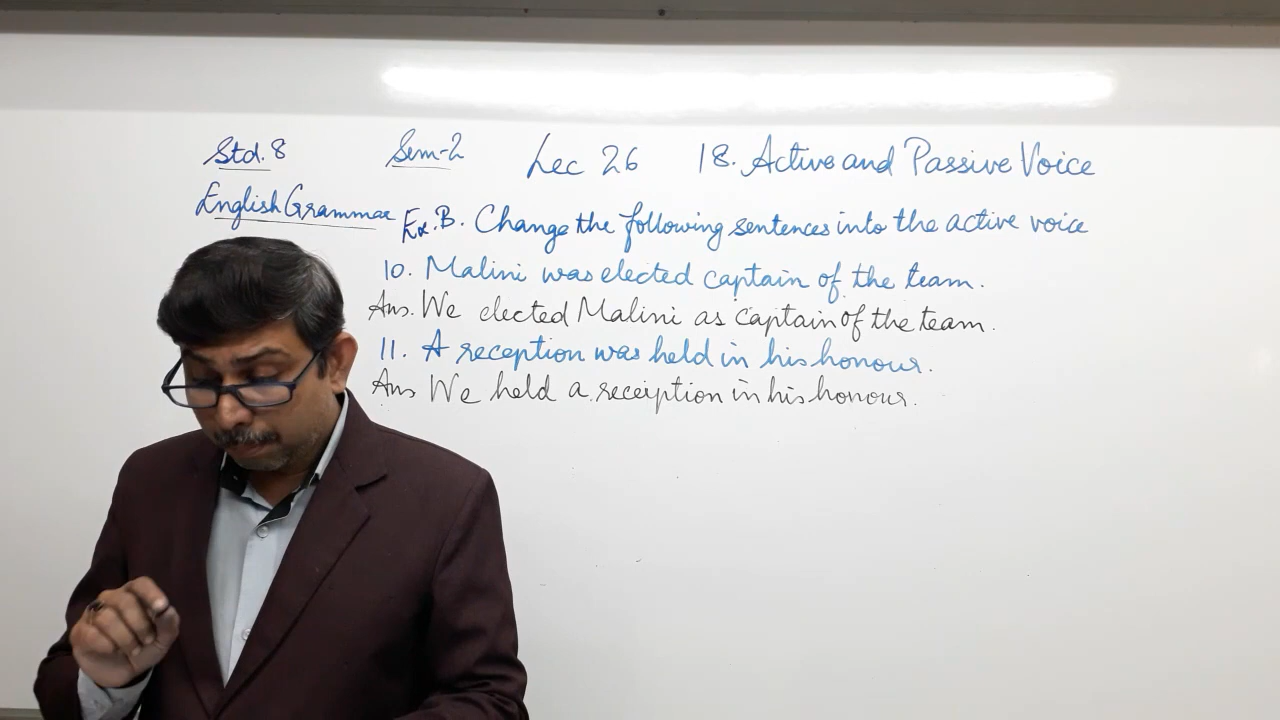 Std. 8 Sem-2 Lec 26 18. Active and Passive Voice
English Grammar Ex. B. Change the following sentences into the active voice
10. Malini was elected captain of the team.
Ans. We elected Malini as captain of the team.
11. A reception was held in his honour.
Ans We held a receiption in his honour.